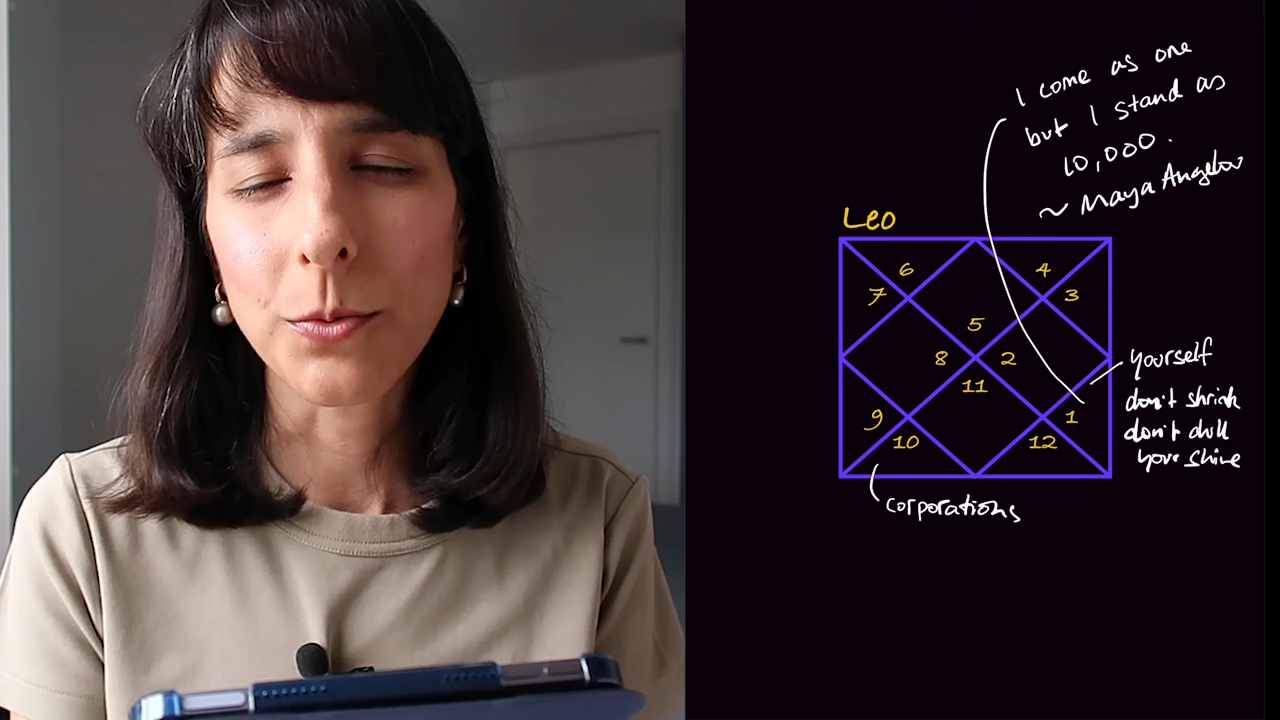 I come as one
but I stand as
10,000.
~ Maya Angelou
Leo
6
4
7
3
5
8
2
11
9
1
10
12
yourself
don't shrink
don't dull
your shine
corporations